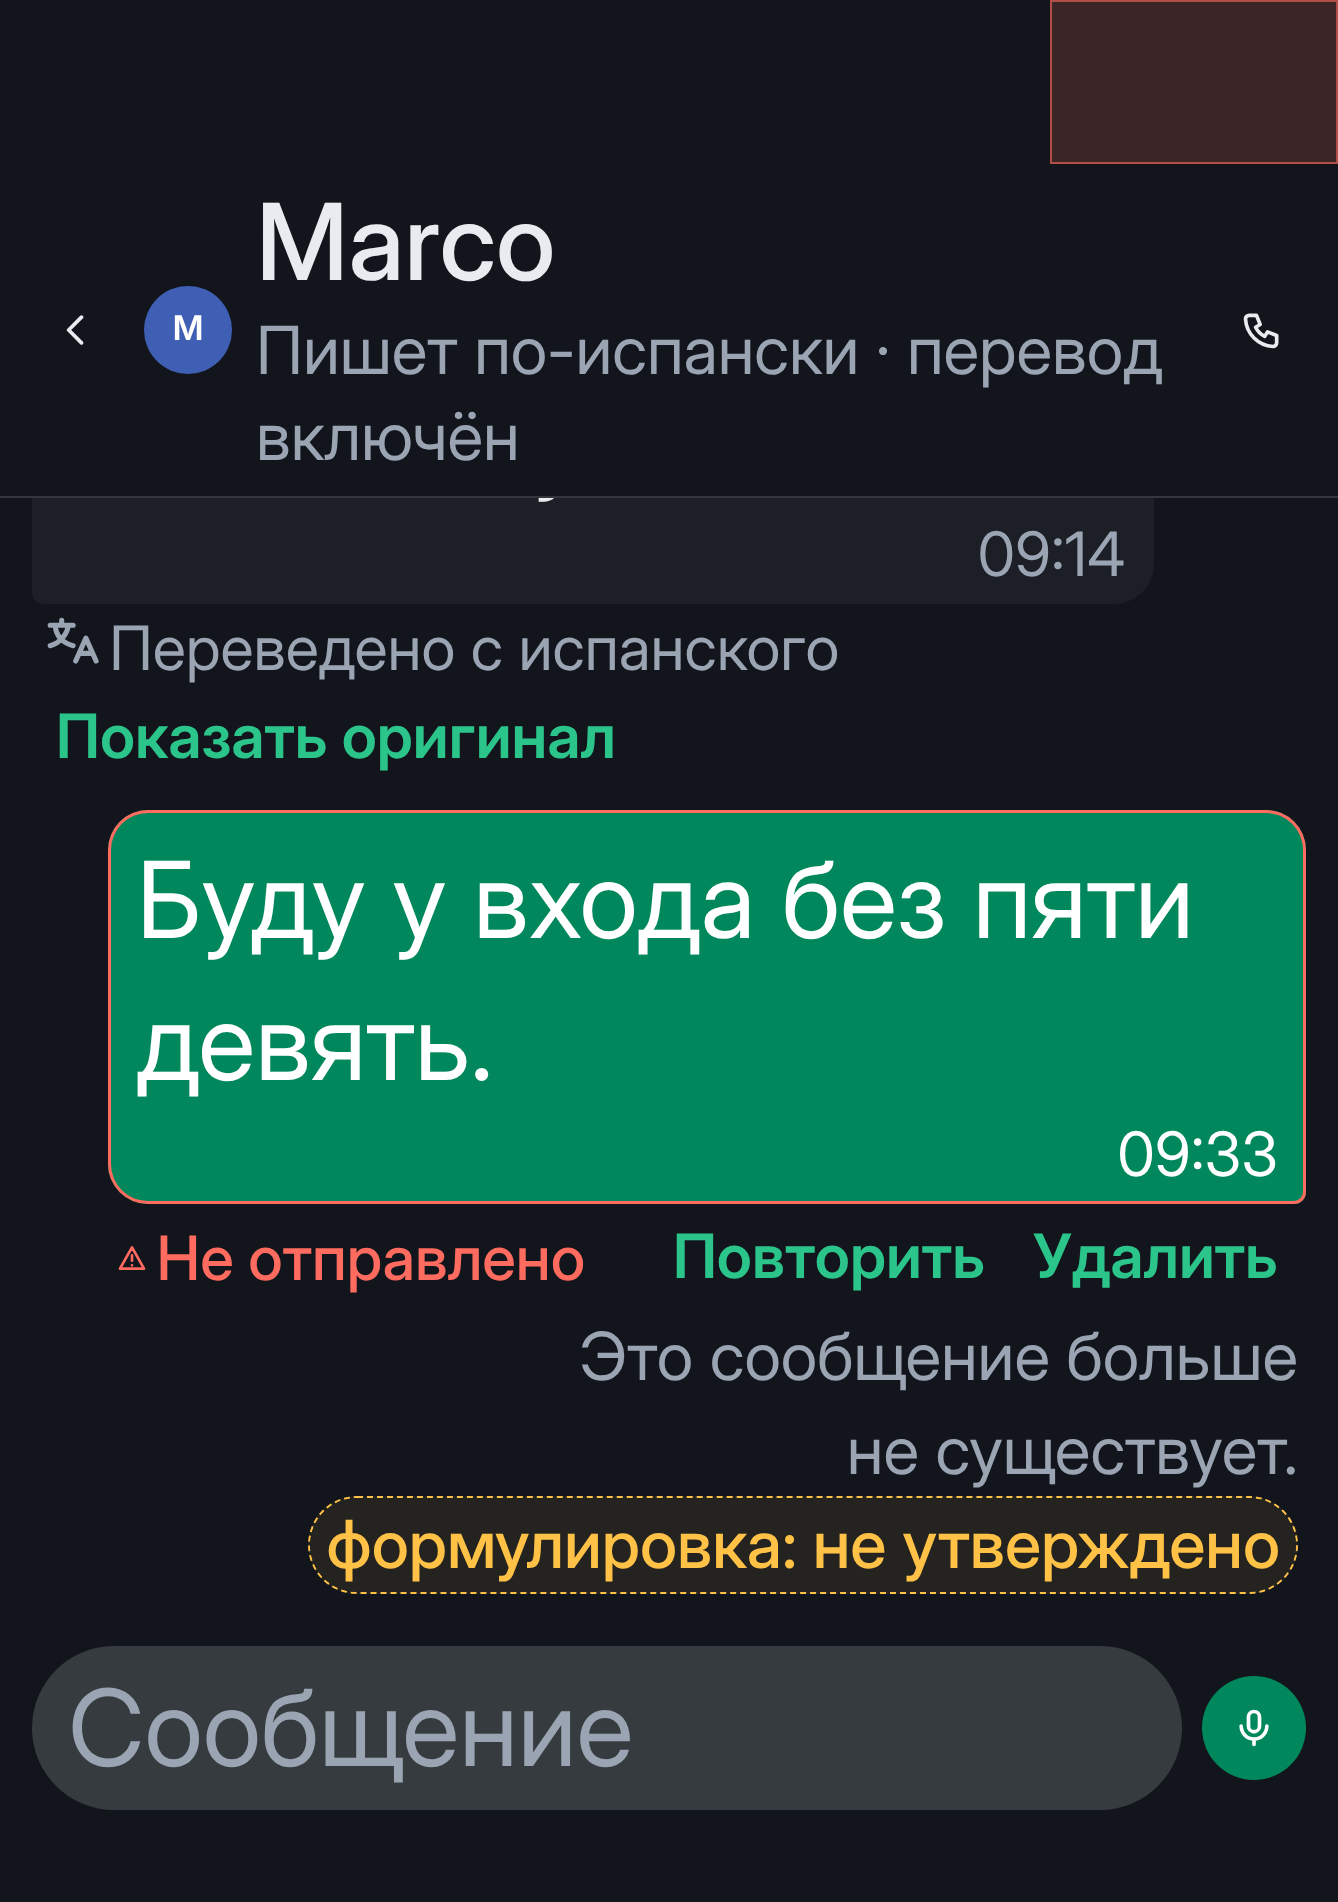 Marco
M
Пишет по-испански · перевод
включён
09:14
Переведено с испанского
Показать оригинал
Буду у входа без пяти
девять.
09:33
Не отправлено Повторить Удалить
Это сообщение больше
не существует.
формулировка: не утверждено
Сообщение